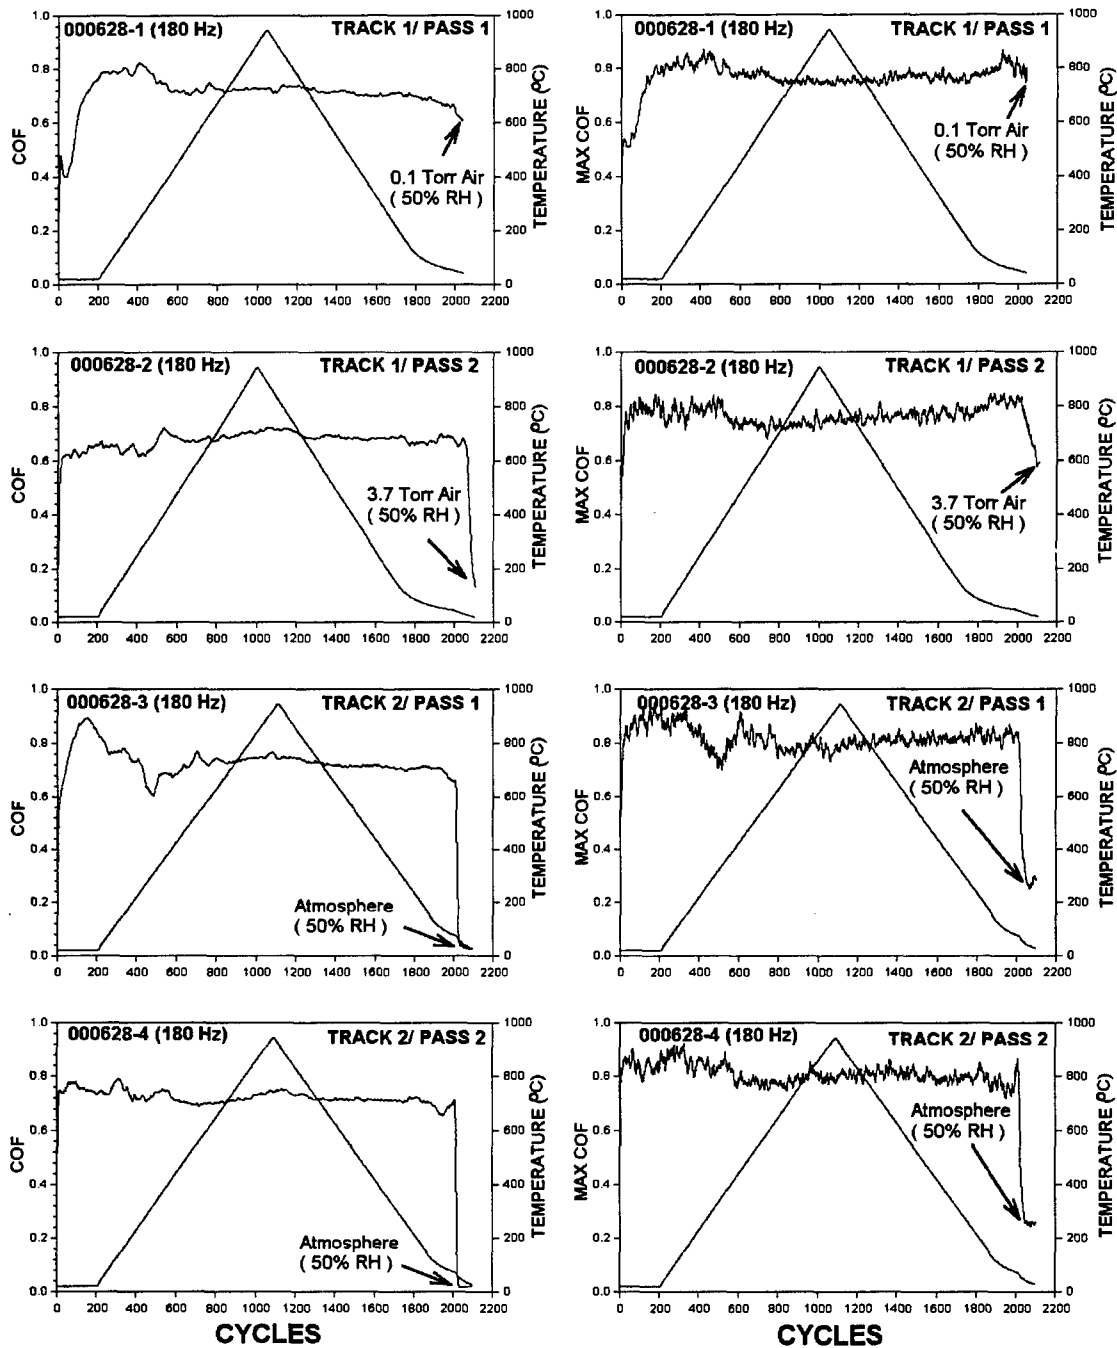 000628-1 (180 Hz) TRACK 1/ PASS 1
COF
TEMPERATURE (ºC)
0.1 Torr Air
( 50% RH )
1.0
0.8
0.6
0.4
0.2
0.0
1000
800
600
400
200
0
0 200 400 600 800 1000 1200 1400 1600 1800 2000 2200
000628-1 (180 Hz) TRACK 1/ PASS 1
MAX COF
TEMPERATURE (ºC)
0.1 Torr Air
( 50% RH )
1.0
0.8
0.6
0.4
0.2
0.0
1000
800
600
400
200
0
0 200 400 600 800 1000 1200 1400 1600 1800 2000 2200
000628-2 (180 Hz) TRACK 1/ PASS 2
COF
TEMPERATURE (ºC)
3.7 Torr Air
( 50% RH )
1.0
0.8
0.6
0.4
0.2
0.0
1000
800
600
400
200
0
0 200 400 600 800 1000 1200 1400 1600 1800 2000 2200
000628-2 (180 Hz) TRACK 1/ PASS 2
MAX COF
TEMPERATURE (ºC)
3.7 Torr Air
( 50% RH )
1.0
0.8
0.6
0.4
0.2
0.0
1000
800
600
400
200
0
0 200 400 600 800 1000 1200 1400 1600 1800 2000 2200
000628-3 (180 Hz) TRACK 2/ PASS 1
COF
TEMPERATURE (ºC)
Atmosphere
( 50% RH )
1.0
0.8
0.6
0.4
0.2
0.0
1000
800
600
400
200
0
0 200 400 600 800 1000 1200 1400 1600 1800 2000 2200
000628-3 (180 Hz) TRACK 2/ PASS 1
MAX COF
TEMPERATURE (ºC)
Atmosphere
( 50% RH )
1.0
0.8
0.6
0.4
0.2
0.0
1000
800
600
400
200
0
0 200 400 600 800 1000 1200 1400 1600 1800 2000 2200
000628-4 (180 Hz) TRACK 2/ PASS 2
COF
TEMPERATURE (ºC)
Atmosphere
( 50% RH )
1.0
0.8
0.6
0.4
0.2
0.0
1000
800
600
400
200
0
0 200 400 600 800 1000 1200 1400 1600 1800 2000 2200
CYCLES
000628-4 (180 Hz) TRACK 2/ PASS 2
MAX COF
TEMPERATURE (ºC)
Atmosphere
( 50% RH )
1.0
0.8
0.6
0.4
0.2
0.0
1000
800
600
400
200
0
0 200 400 600 800 1000 1200 1400 1600 1800 2000 2200
CYCLES